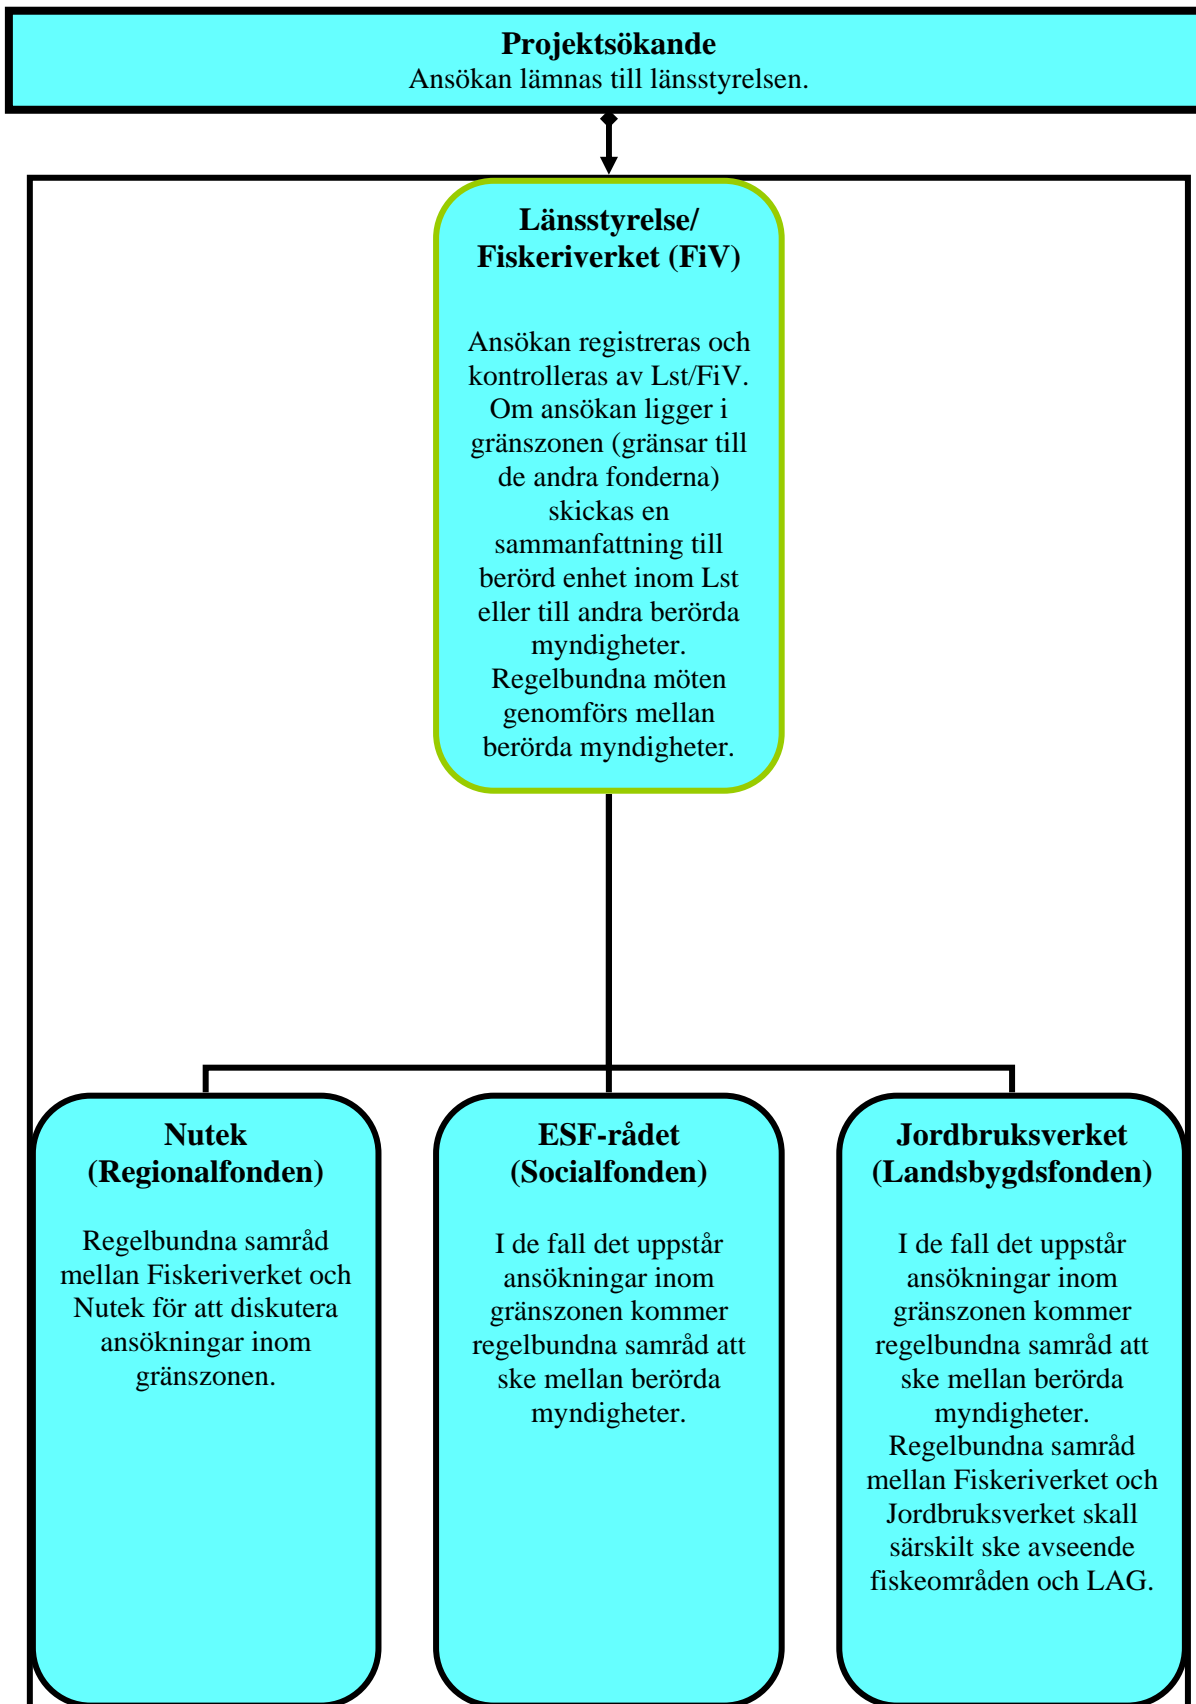 Projektsökande
Ansökan lämnas till länsstyrelsen.
Länsstyrelse/
Fiskeriverket (FiV)
Ansökan registreras och
kontrolleras av Lst/FiV.
Om ansökan ligger i
gränszonen (gränsar till
de andra fonderna)
skickas en
sammanfattning till
berörd enhet inom Lst
eller till andra berörda
myndigheter.
Regelbundna möten
genomförs mellan
berörda myndigheter.
Nutek
(Regionalfonden)
Regelbundna samråd
mellan Fiskeriverket och
Nutek för att diskutera
ansökningar inom
gränszonen.
ESF-rådet
(Socialfonden)
I de fall det uppstår
ansökningar inom
gränszonen kommer
regelbundna samråd att
ske mellan berörda
myndigheter.
Jordbruksverket
(Landsbygdsfonden)
I de fall det uppstår
ansökningar inom
gränszonen kommer
regelbundna samråd att
ske mellan berörda
myndigheter.
Regelbundna samråd
mellan Fiskeriverket och
Jordbruksverket skall
särskilt ske avseende
fiskeområden och LAG.